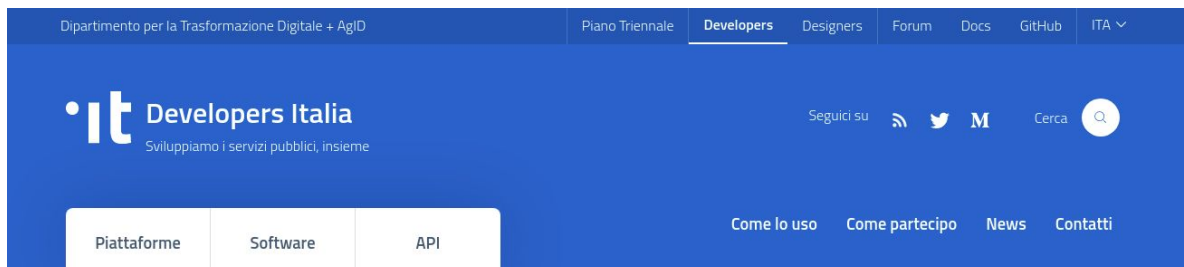 Dipartimento per la Trasformazione Digitale + AgID Piano Triennale Developers Designers Forum Docs GitHub ITA
it Developers Italia
Sviluppiamo i servizi pubblici, insieme
Seguici su M Cerca
Come lo uso Come partecipo News Contatti
Piattaforme Software API